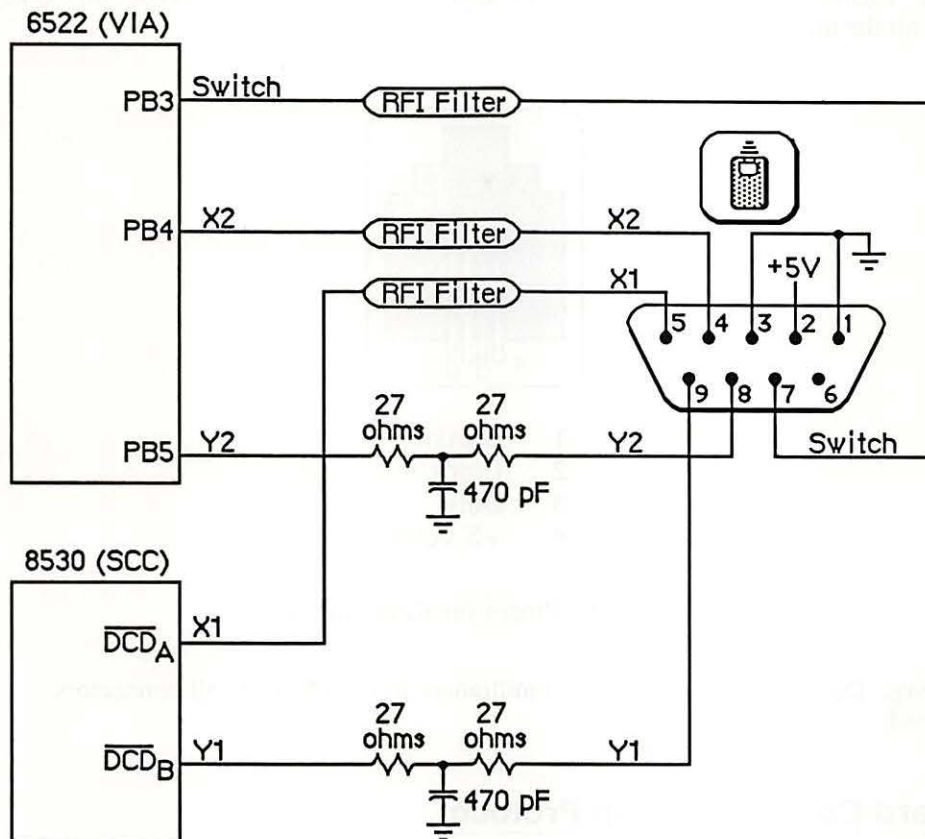 6522 (VIA)
PB3
Switch
RFI Filter
PB4
X2
RFI Filter
X2
RFI Filter
X1
+5V
5 4 3 2 1
9 8 7 6
PB5
Y2
27
ohms
27
ohms
Y2
Switch
470 pF
8530 (SCC)
DCDA
X1
DCDB
Y1
27
ohms
27
ohms
Y1
470 pF